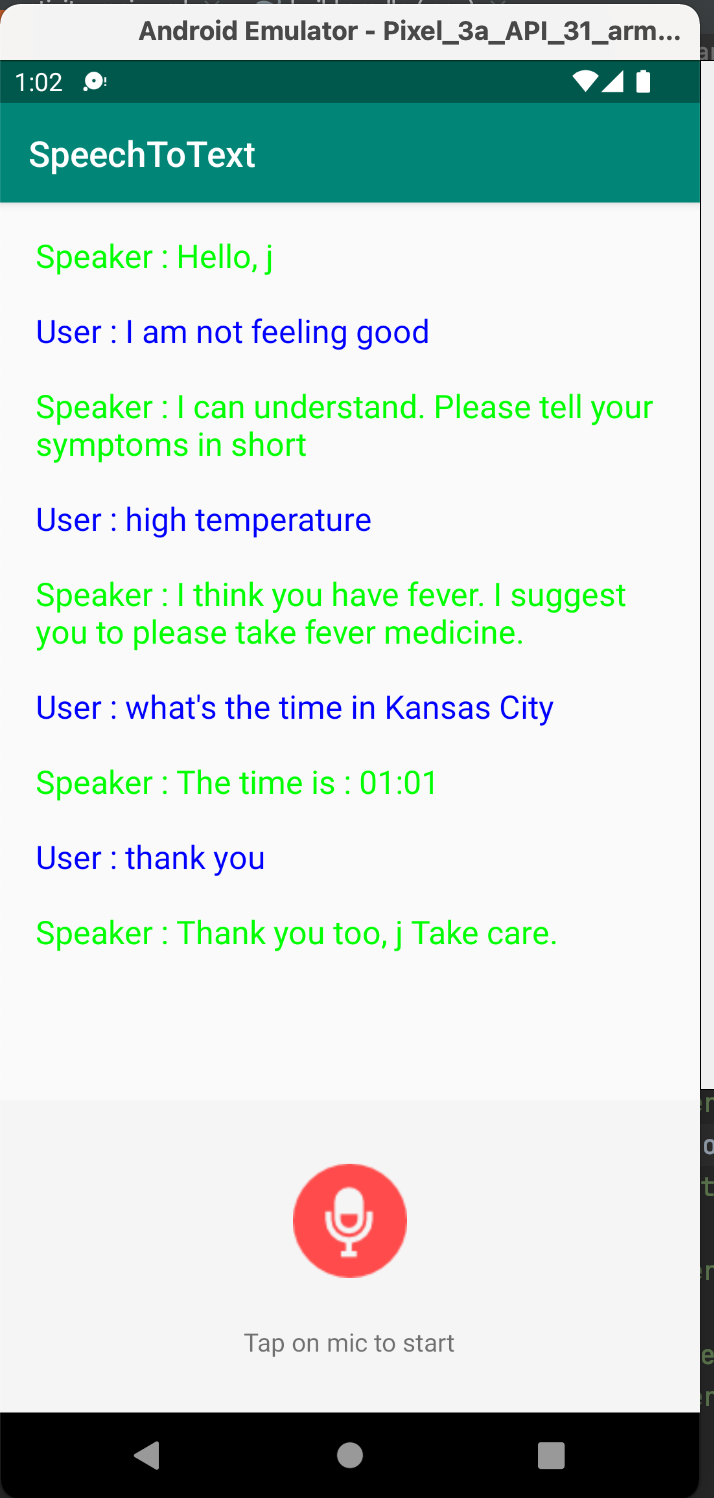 Android Emulator - Pixel_3a_API_31_arm...
1:02
SpeechToText
Speaker : Hello, j
User : I am not feeling good
Speaker : I can understand. Please tell your
symptoms in short
User : high temperature
Speaker : I think you have fever. I suggest
you to please take fever medicine.
User : what's the time in Kansas City
Speaker : The time is : 01:01
User : thank you
Speaker : Thank you too, j Take care.
Tap on mic to start